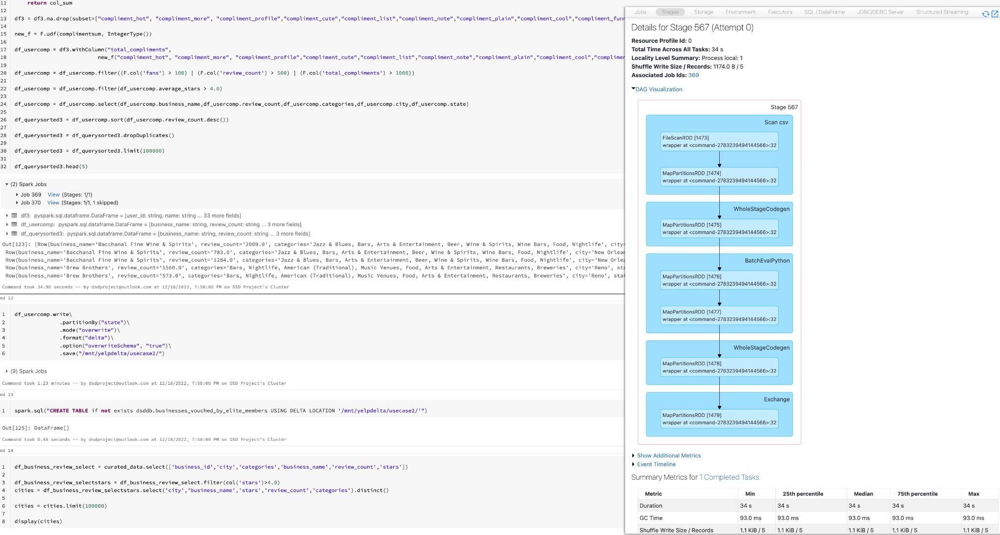 11 return col_sum
12
13 df3 = df3.na.drop(subset=["compliment_hot", "compliment_more", "compliment_profile","compliment_cute","compliment_list","compliment_note","compliment_plain","compliment_cool","compliment_fun
14
15 new_f = F.udf(complimentsum, IntegerType())
16
17 df_usercomp = df3.withColumn("total_compliments",
18 new_f("compliment_hot", "compliment_more", "compliment_profile","compliment_cute","compliment_list","compliment_note","compliment_plain","compliment_cool","complimen
19
20 df_usercomp = df_usercomp.filter((F.col('fans') > 100) | (F.col('review_count') > 500) | (F.col('total_compliments') > 1000))
21
22 df_usercomp = df_usercomp.filter(df_usercomp.average_stars > 4.0)
23
24 df_usercomp = df_usercomp.select(df_usercomp.business_name,df_usercomp.review_count,df_usercomp.categories,df_usercomp.city,df_usercomp.state)
25
26 df_querysorted3 = df_usercomp.sort(df_usercomp.review_count.desc())
27
28 df_querysorted3 = df_querysorted3.dropDuplicates()
29
30 df_querysorted3 = df_querysorted3.limit(100000)
31
32 df_querysorted3.head(5)
(2) Spark Jobs
Job 369 View (Stages: 1/1)
Job 370 View (Stages: 1/1, 1 skipped)
df3: pyspark.sql.dataframe.DataFrame = [user_id: string, name: string ... 33 more fields]
df_usercomp: pyspark.sql.dataframe.DataFrame = [business_name: string, review_count: string ... 3 more fields]
df_querysorted3: pyspark.sql.dataframe.DataFrame = [business_name: string, review_count: string ... 3 more fields]
Out[123]: [Row(business_name='Bacchanal Fine Wine & Spirits', review_count='2009.0', categories='Jazz & Blues, Bars, Arts & Entertainment, Beer, Wine & Spirits, Wine Bars, Food, Nightlife', city=
Row(business_name='Bacchanal Fine Wine & Spirits', review_count='783.0', categories='Jazz & Blues, Bars, Arts & Entertainment, Beer, Wine & Spirits, Wine Bars, Food, Nightlife', city='New Orlean
Row(business_name='Bacchanal Fine Wine & Spirits', review_count='1284.0', categories='Jazz & Blues, Bars, Arts & Entertainment, Beer, Wine & Spirits, Wine Bars, Food, Nightlife', city='New Orle
Row(business_name='Brew Brothers', review_count='1560.0', categories='Bars, Nightlife, American (Traditional), Music Venues, Food, Arts & Entertainment, Restaurants, Breweries', city='Reno', sta
Row(business_name='Brew Brothers', review_count='573.0', categories='Bars, Nightlife, American (Traditional), Music Venues, Food, Arts & Entertainment, Restaurants, Breweries', city='Reno', stat
Command took 34.90 seconds -- by dsdproject@outlook.com at 12/18/2022, 7:58:00 PM on DSD Project's Cluster
md 12
1 df_usercomp.write\
2 .partitionBy("state")\
3 .mode("overwrite")\
4 .format("delta")\
5 .option("overwriteSchema", "true")\
6 .save("/mnt/yelpdelta/usecase2/")
(9) Spark Jobs
Command took 1.23 minutes -- by dsdproject@outlook.com at 12/18/2022, 7:58:00 PM on DSD Project's Cluster
md 13
1 spark.sql("CREATE TABLE if not exists dsddb.businesses_vouched_by_elite_members USING DELTA LOCATION '/mnt/yelpdelta/usecase2/'")
Out[125]: DataFrame[]
Command took 0.40 seconds -- by dsdproject@outlook.com at 12/18/2022, 7:58:00 PM on DSD Project's Cluster
md 14
1 df_business_review_select = curated_data.select(['business_id','city','categories','business_name','review_count','stars'])
2
3 df_business_review_selectstars = df_business_review_select.filter(col('stars')>4.0)
4 cities = df_business_review_selectstars.select('city','business_name','stars','review_count','categories').distinct()
5
6 cities = cities.limit(100000)
7
8 display(cities)
Jobs Stages Storage Environment Executors SQL / DataFrame JDBC/ODBC Server Structured Streaming
Details for Stage 567 (Attempt 0)
Resource Profile Id: 0
Total Time Across All Tasks: 34 s
Locality Level Summary: Process local: 1
Shuffle Write Size / Records: 1174.0 B / 5
Associated Job Ids: 369
DAG Visualization
Stage 567
Scan csv
FileScanRDD [1473]
wrapper at <command-2783239494144566>:32
MapPartitionsRDD [1474]
wrapper at <command-2783239494144566>:32
WholeStageCodegen
MapPartitionsRDD [1475]
wrapper at <command-2783239494144566>:32
BatchEvalPython
MapPartitionsRDD [1476]
wrapper at <command-2783239494144566>:32
MapPartitionsRDD [1477]
wrapper at <command-2783239494144566>:32
WholeStageCodegen
MapPartitionsRDD [1478]
wrapper at <command-2783239494144566>:32
Exchange
MapPartitionsRDD [1479]
wrapper at <command-2783239494144566>:32
Show Additional Metrics
Event Timeline
Summary Metrics for 1 Completed Tasks
Metric Min 25th percentile Median 75th percentile Max
Duration 34 s 34 s 34 s 34 s 34 s
GC Time 93.0 ms 93.0 ms 93.0 ms 93.0 ms 93.0 ms
Shuffle Write Size / Records 1.1 KiB / 5 1.1 KiB / 5 1.1 KiB / 5 1.1 KiB / 5 1.1 KiB / 5